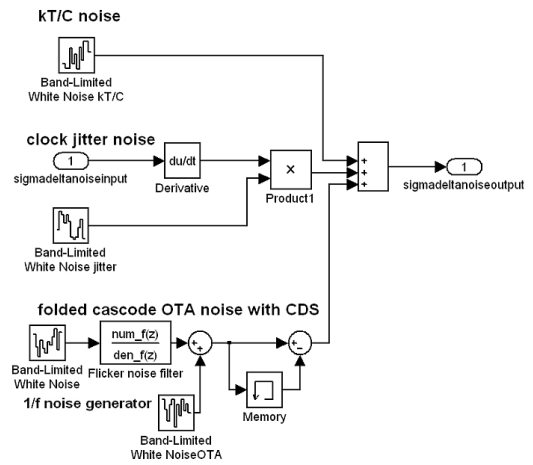 kT/C noise
Band-Limited
White Noise kT/C
clock jitter noise
1
sigmadeltanoiseinput
du/dt
Derivative
×
Product1
+
+
+
1
sigmadeltanoiseoutput
Band-Limited
White Noise jitter
folded cascode OTA noise with CDS
Band-Limited
White Noise
num_f(z)
den_f(z)
Flicker noise filter
+
+
+
−
Memory
1/f noise generator
Band-Limited
White NoiseOTA